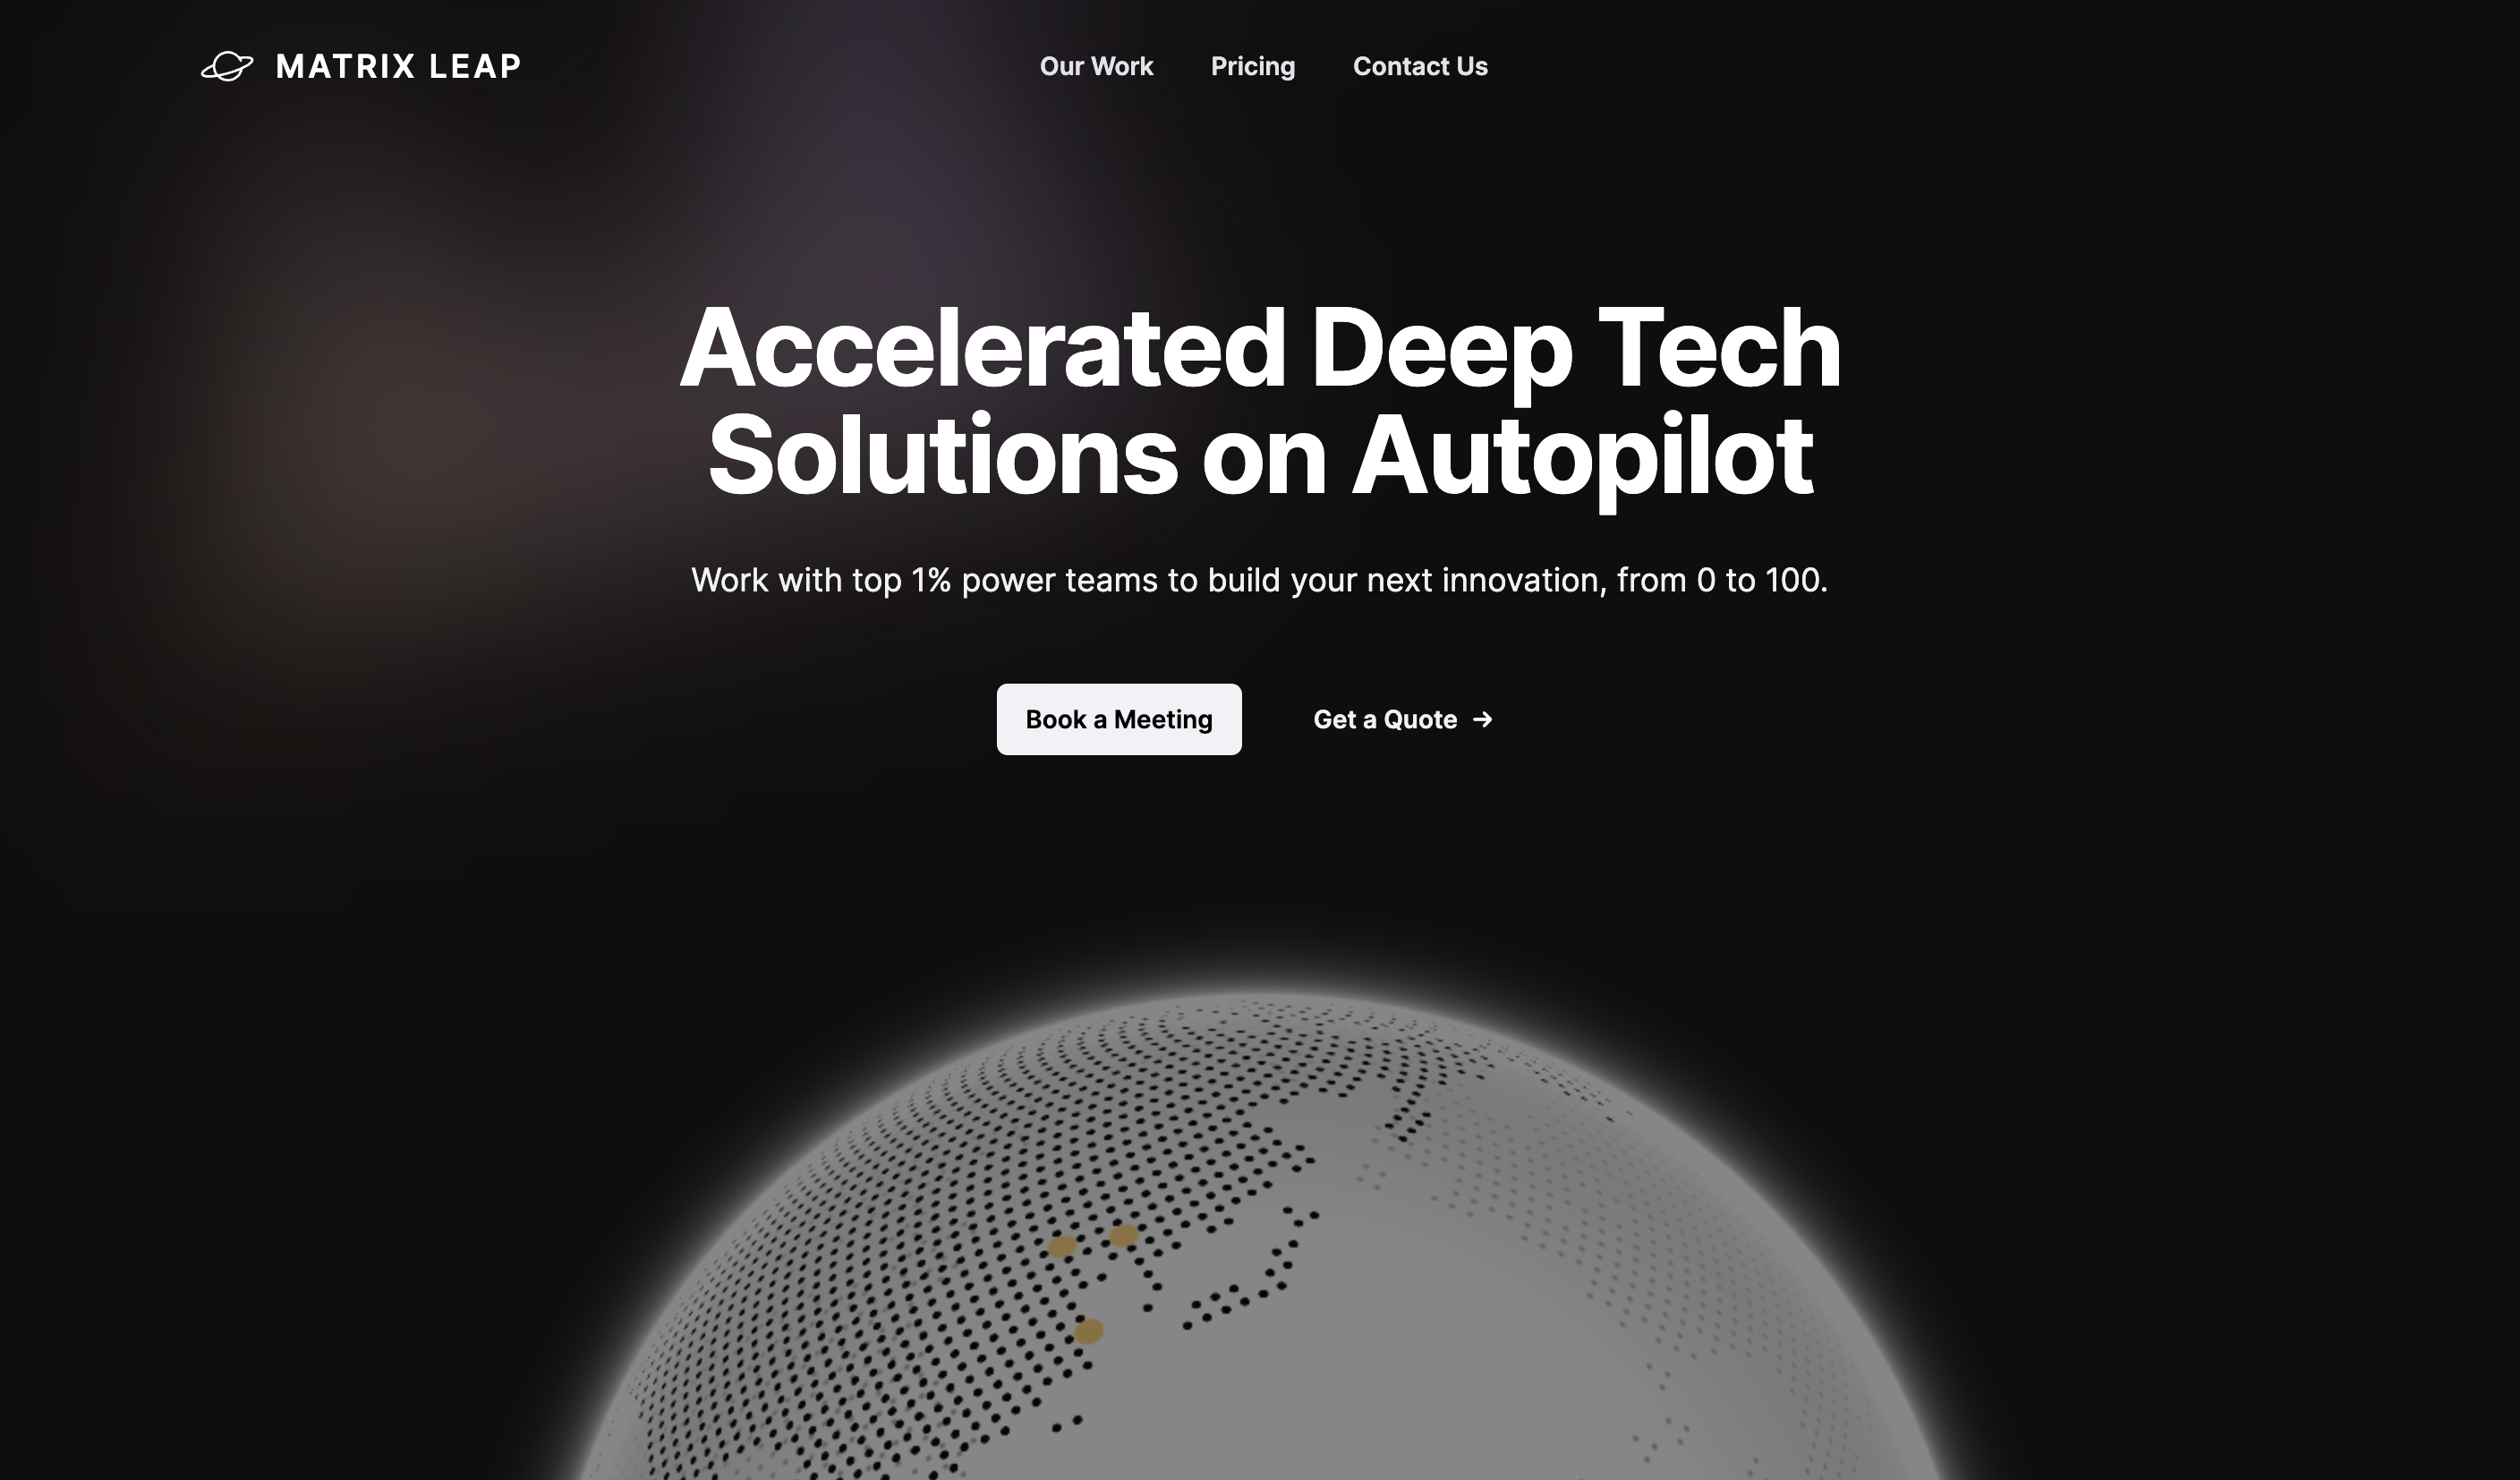 MATRIX LEAP
Our Work
Pricing
Contact Us
Accelerated Deep Tech
Solutions on Autopilot
Work with top 1% power teams to build your next innovation, from 0 to 100.
Book a Meeting
Get a Quote →